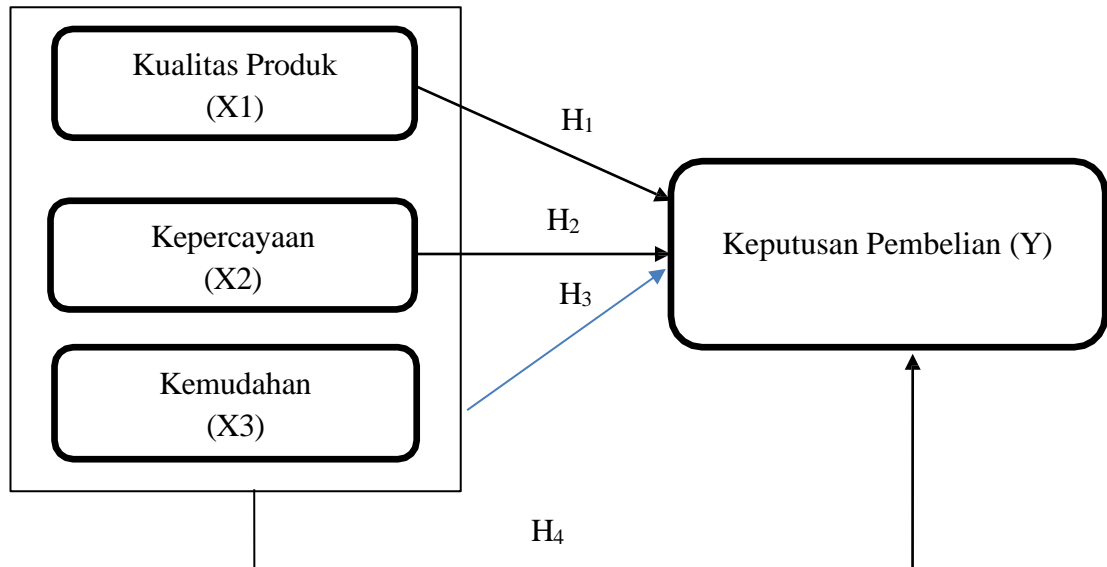 Kualitas Produk
(X1)
H1
Kepercayaan
(X2)
H2
Keputusan Pembelian (Y)
H3
Kemudahan
(X3)
H4